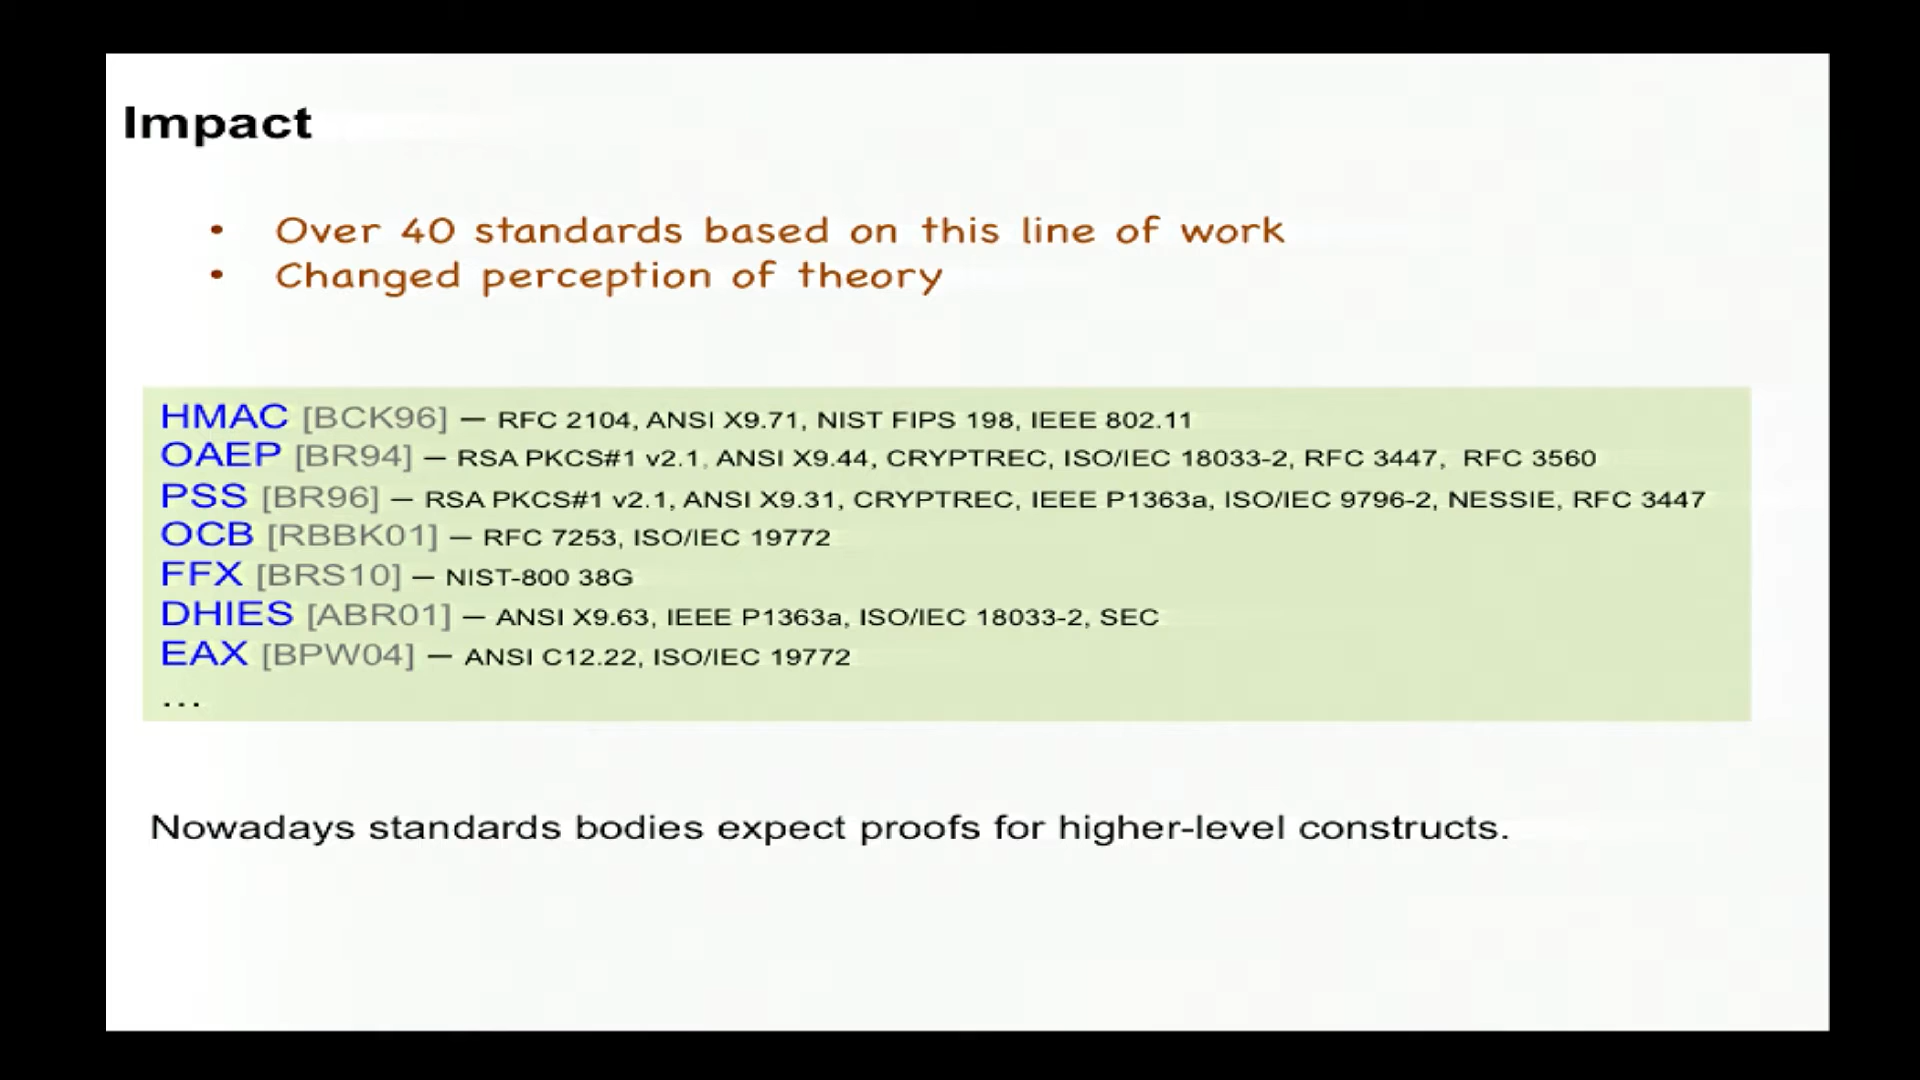 Impact
• Over 40 standards based on this line of work
• Changed perception of theory
HMAC [BCK96] — RFC 2104, ANSI X9.71, NIST FIPS 198, IEEE 802.11
OAEP [BR94] — RSA PKCS#1 v2.1, ANSI X9.44, CRYPTREC, ISO/IEC 18033-2, RFC 3447, RFC 3560
PSS [BR96] — RSA PKCS#1 v2.1, ANSI X9.31, CRYPTREC, IEEE P1363a, ISO/IEC 9796-2, NESSIE, RFC 3447
OCB [RBBK01] — RFC 7253, ISO/IEC 19772
FFX [BRS10] — NIST-800 38G
DHIES [ABR01] — ANSI X9.63, IEEE P1363a, ISO/IEC 18033-2, SEC
EAX [BPW04] — ANSI C12.22, ISO/IEC 19772
...
Nowadays standards bodies expect proofs for higher-level constructs.